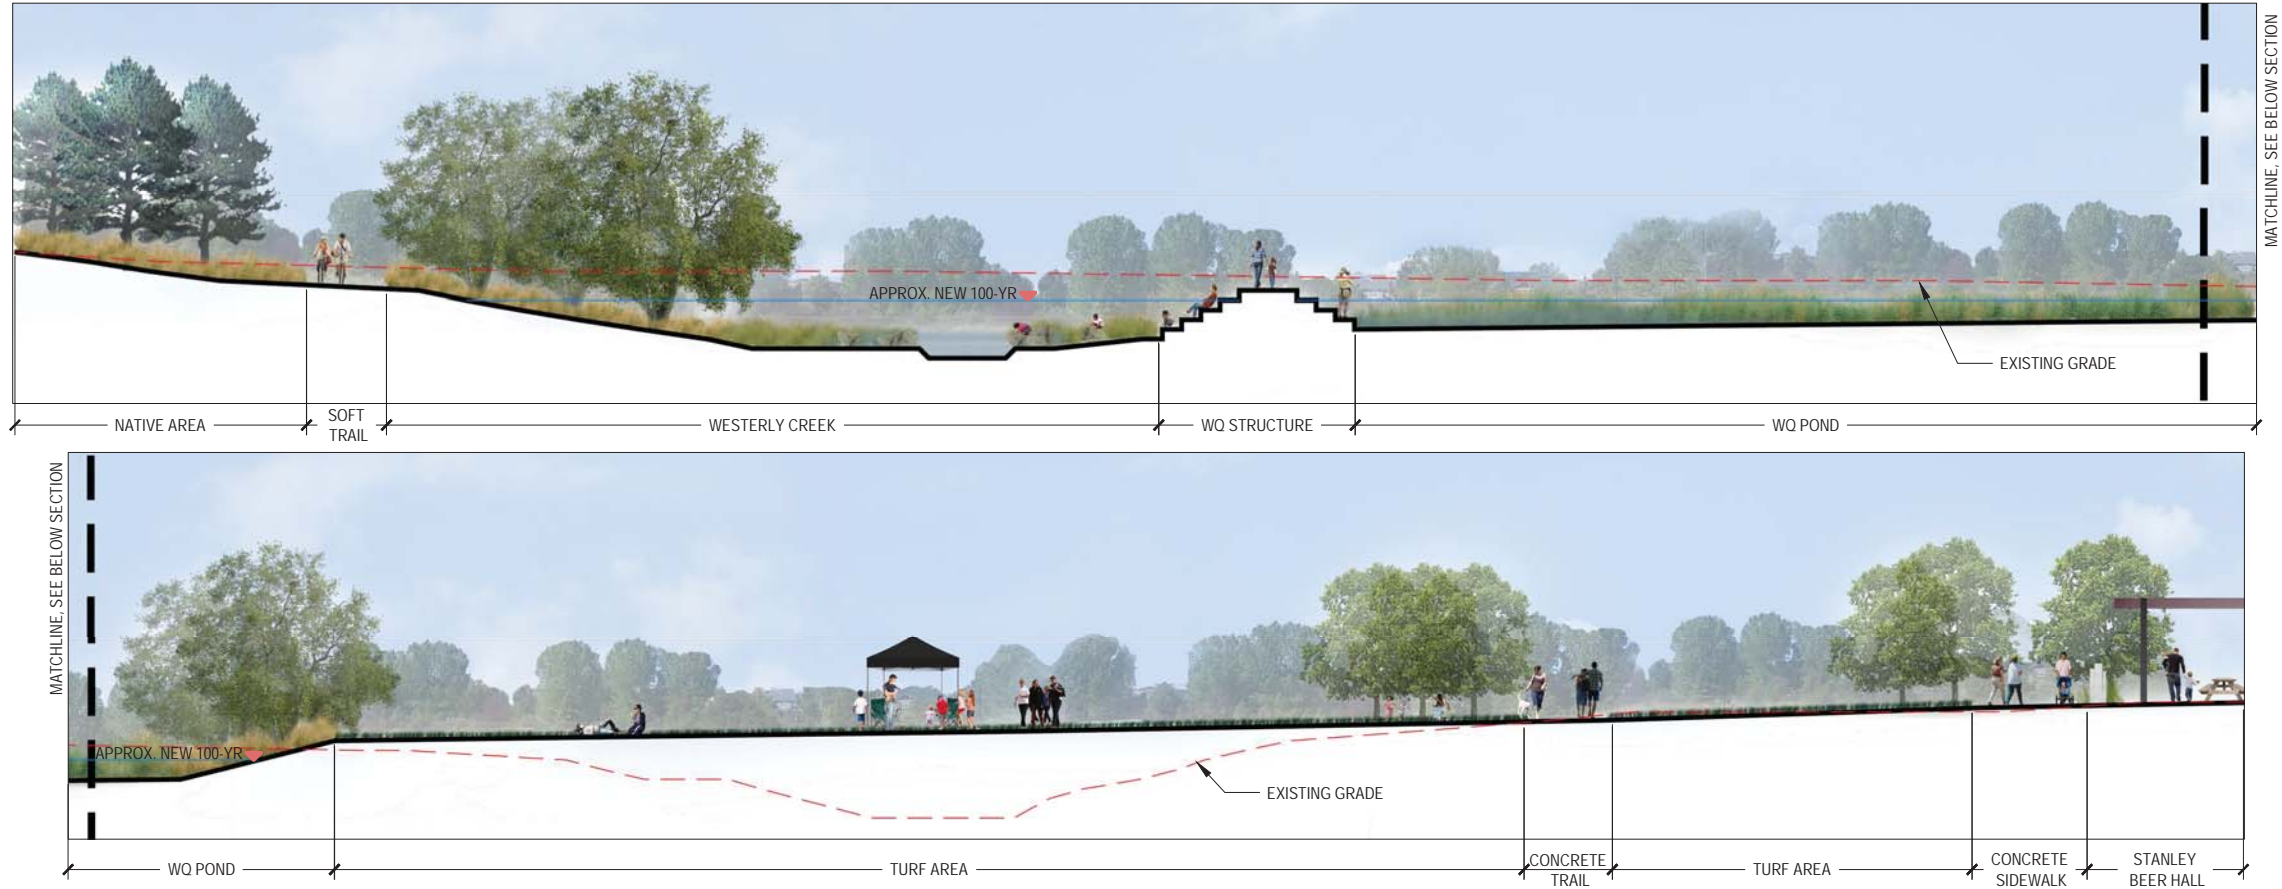 MATCHLINE, SEE BELOW SECTION
APPROX. NEW 100-YR
EXISTING GRADE
NATIVE AREA
SOFT
TRAIL
WESTERLY CREEK
WQ STRUCTURE
WQ POND
MATCHLINE, SEE BELOW SECTION
APPROX. NEW 100-YR
EXISTING GRADE
WQ POND
TURF AREA
CONCRETE
TRAIL
TURF AREA
CONCRETE
SIDEWALK
STANLEY
BEER HALL